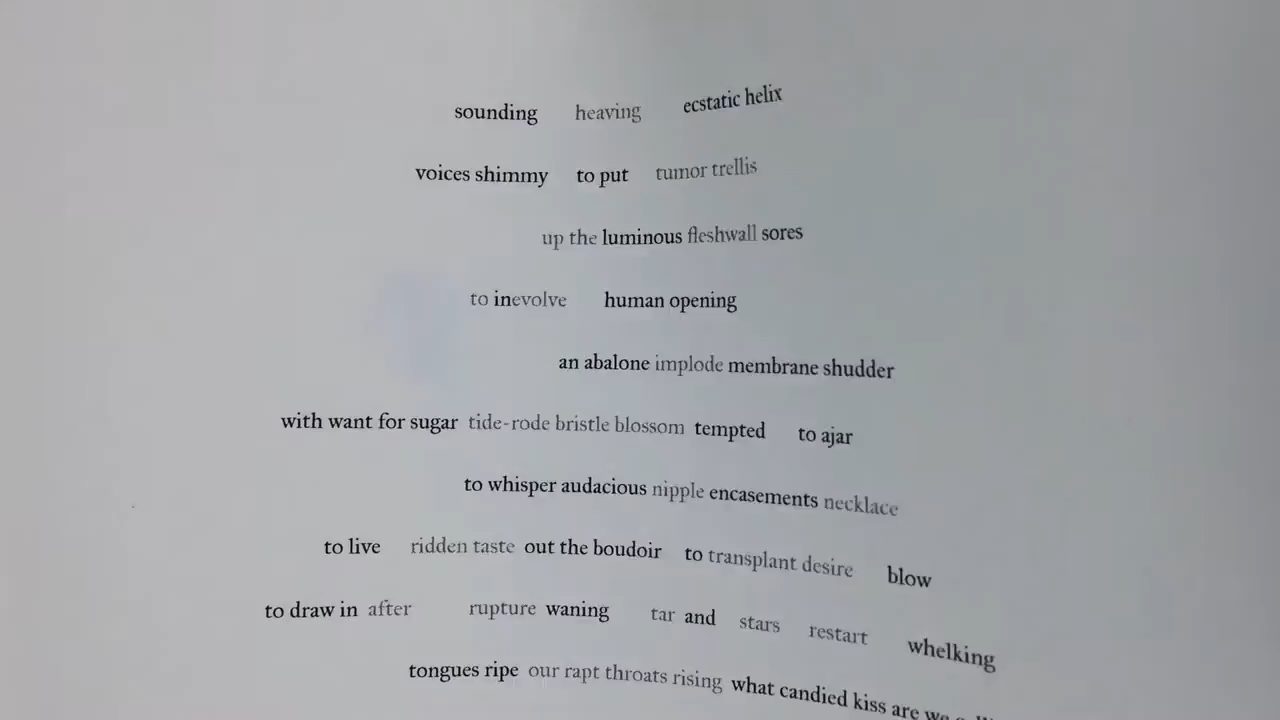 sounding heaving ecstatic helix
voices shimmy to put tumor trellis
up the luminous fleshwall sores
to inevolve human opening
an abalone implode membrane shudder
with want for sugar tide-rode bristle blossom tempted to ajar
to whisper audacious nipple encasements necklace
to live ridden taste out the boudoir to transplant desire blow
to draw in after rupture waning tar and stars restart whelking
tongues ripe our rapt throats rising what candied kiss are we